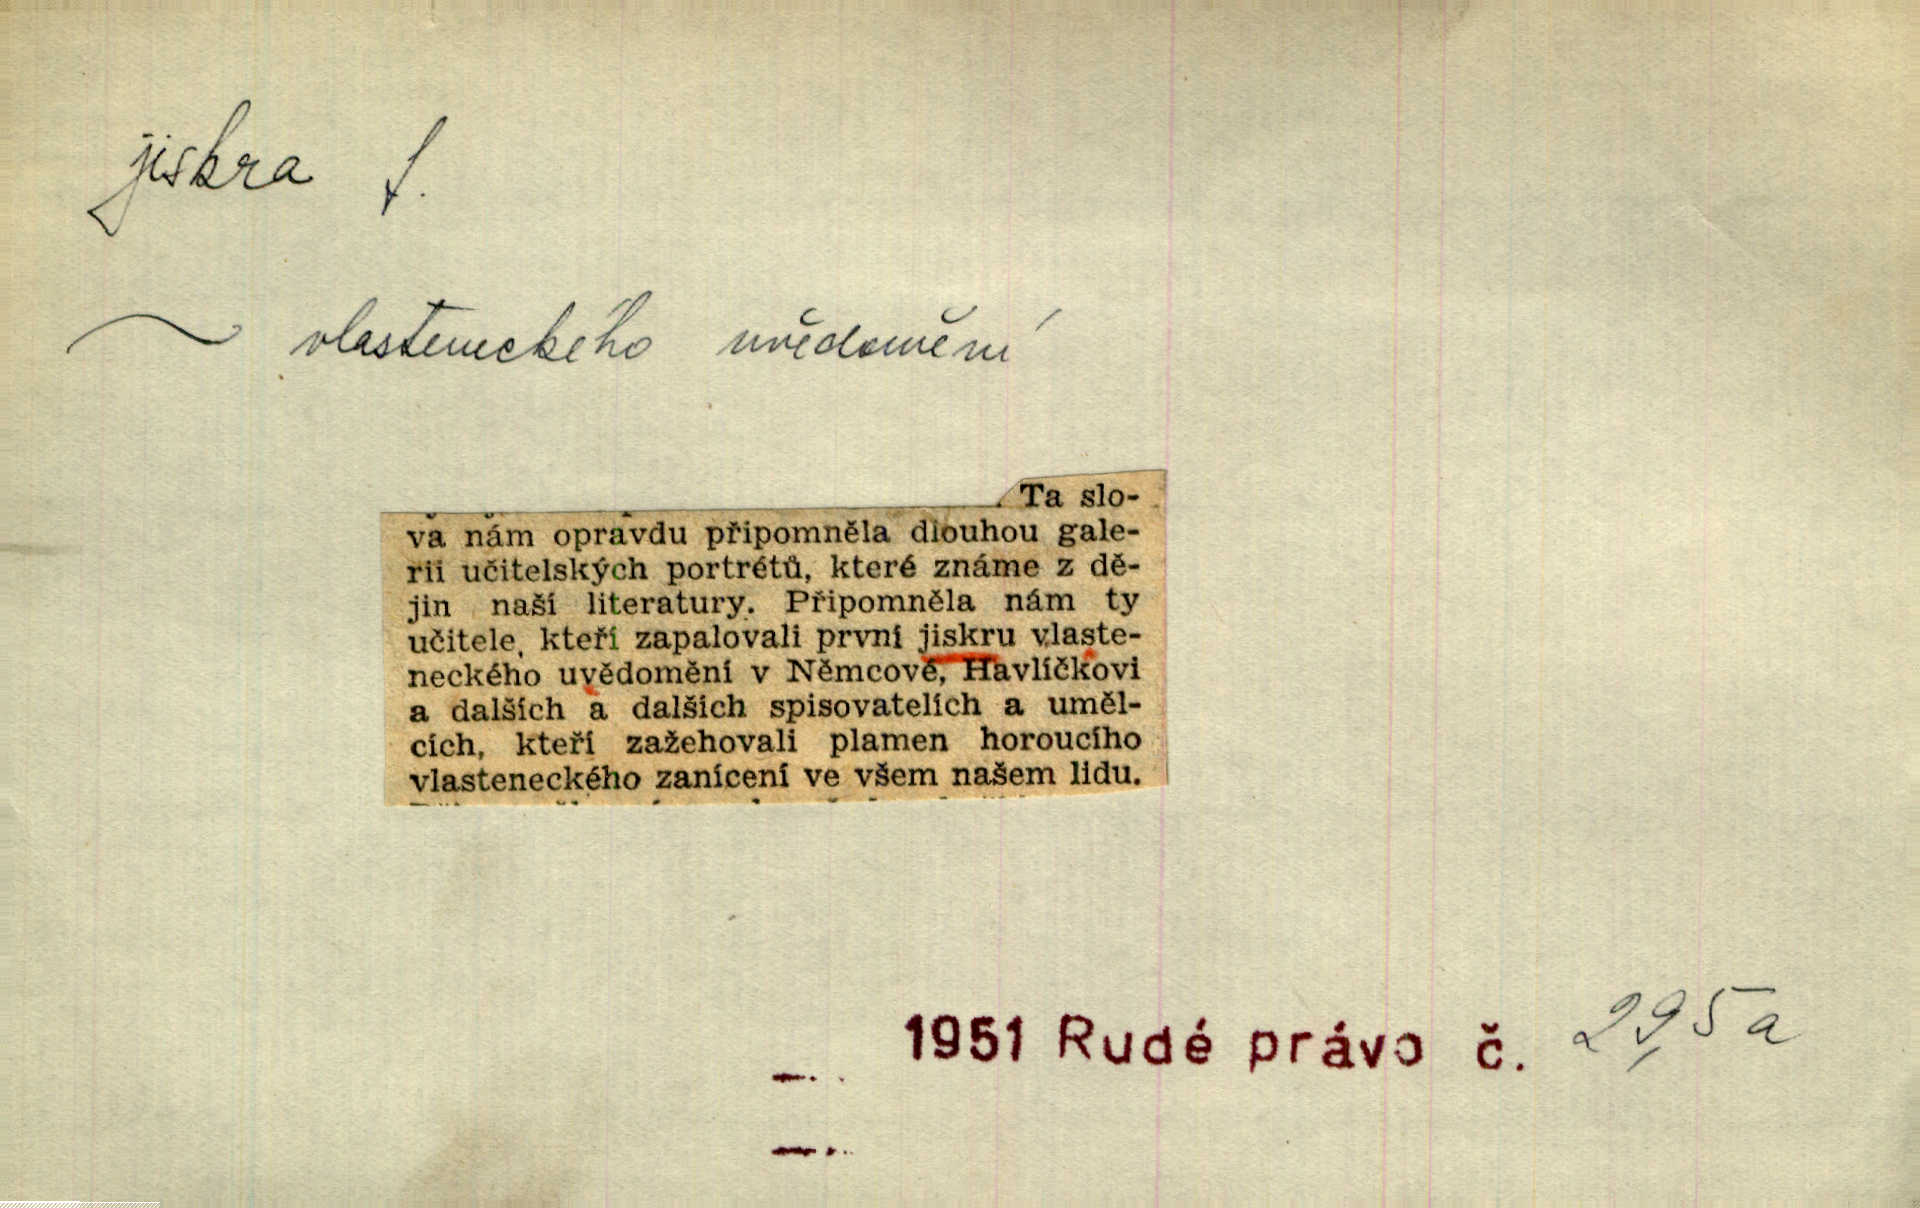 jiskra f.
~ vlasteneckého uvědomění
Ta slo-
va nám opravdu připomněla dlouhou gale-
rii učitelských portrétů, které známe z dě-
jin naší literatury. Připomněla nám ty
učitele, kteří zapalovali první jiskru vlaste-
neckého uvědomění v Němcové, Havlíčkovi
a dalších a dalších spisovatelích a uměl-
cích, kteří zažehovali plamen horoucího
vlasteneckého zanícení ve všem našem lidu.
1951 Rudé právo č. 29,5a